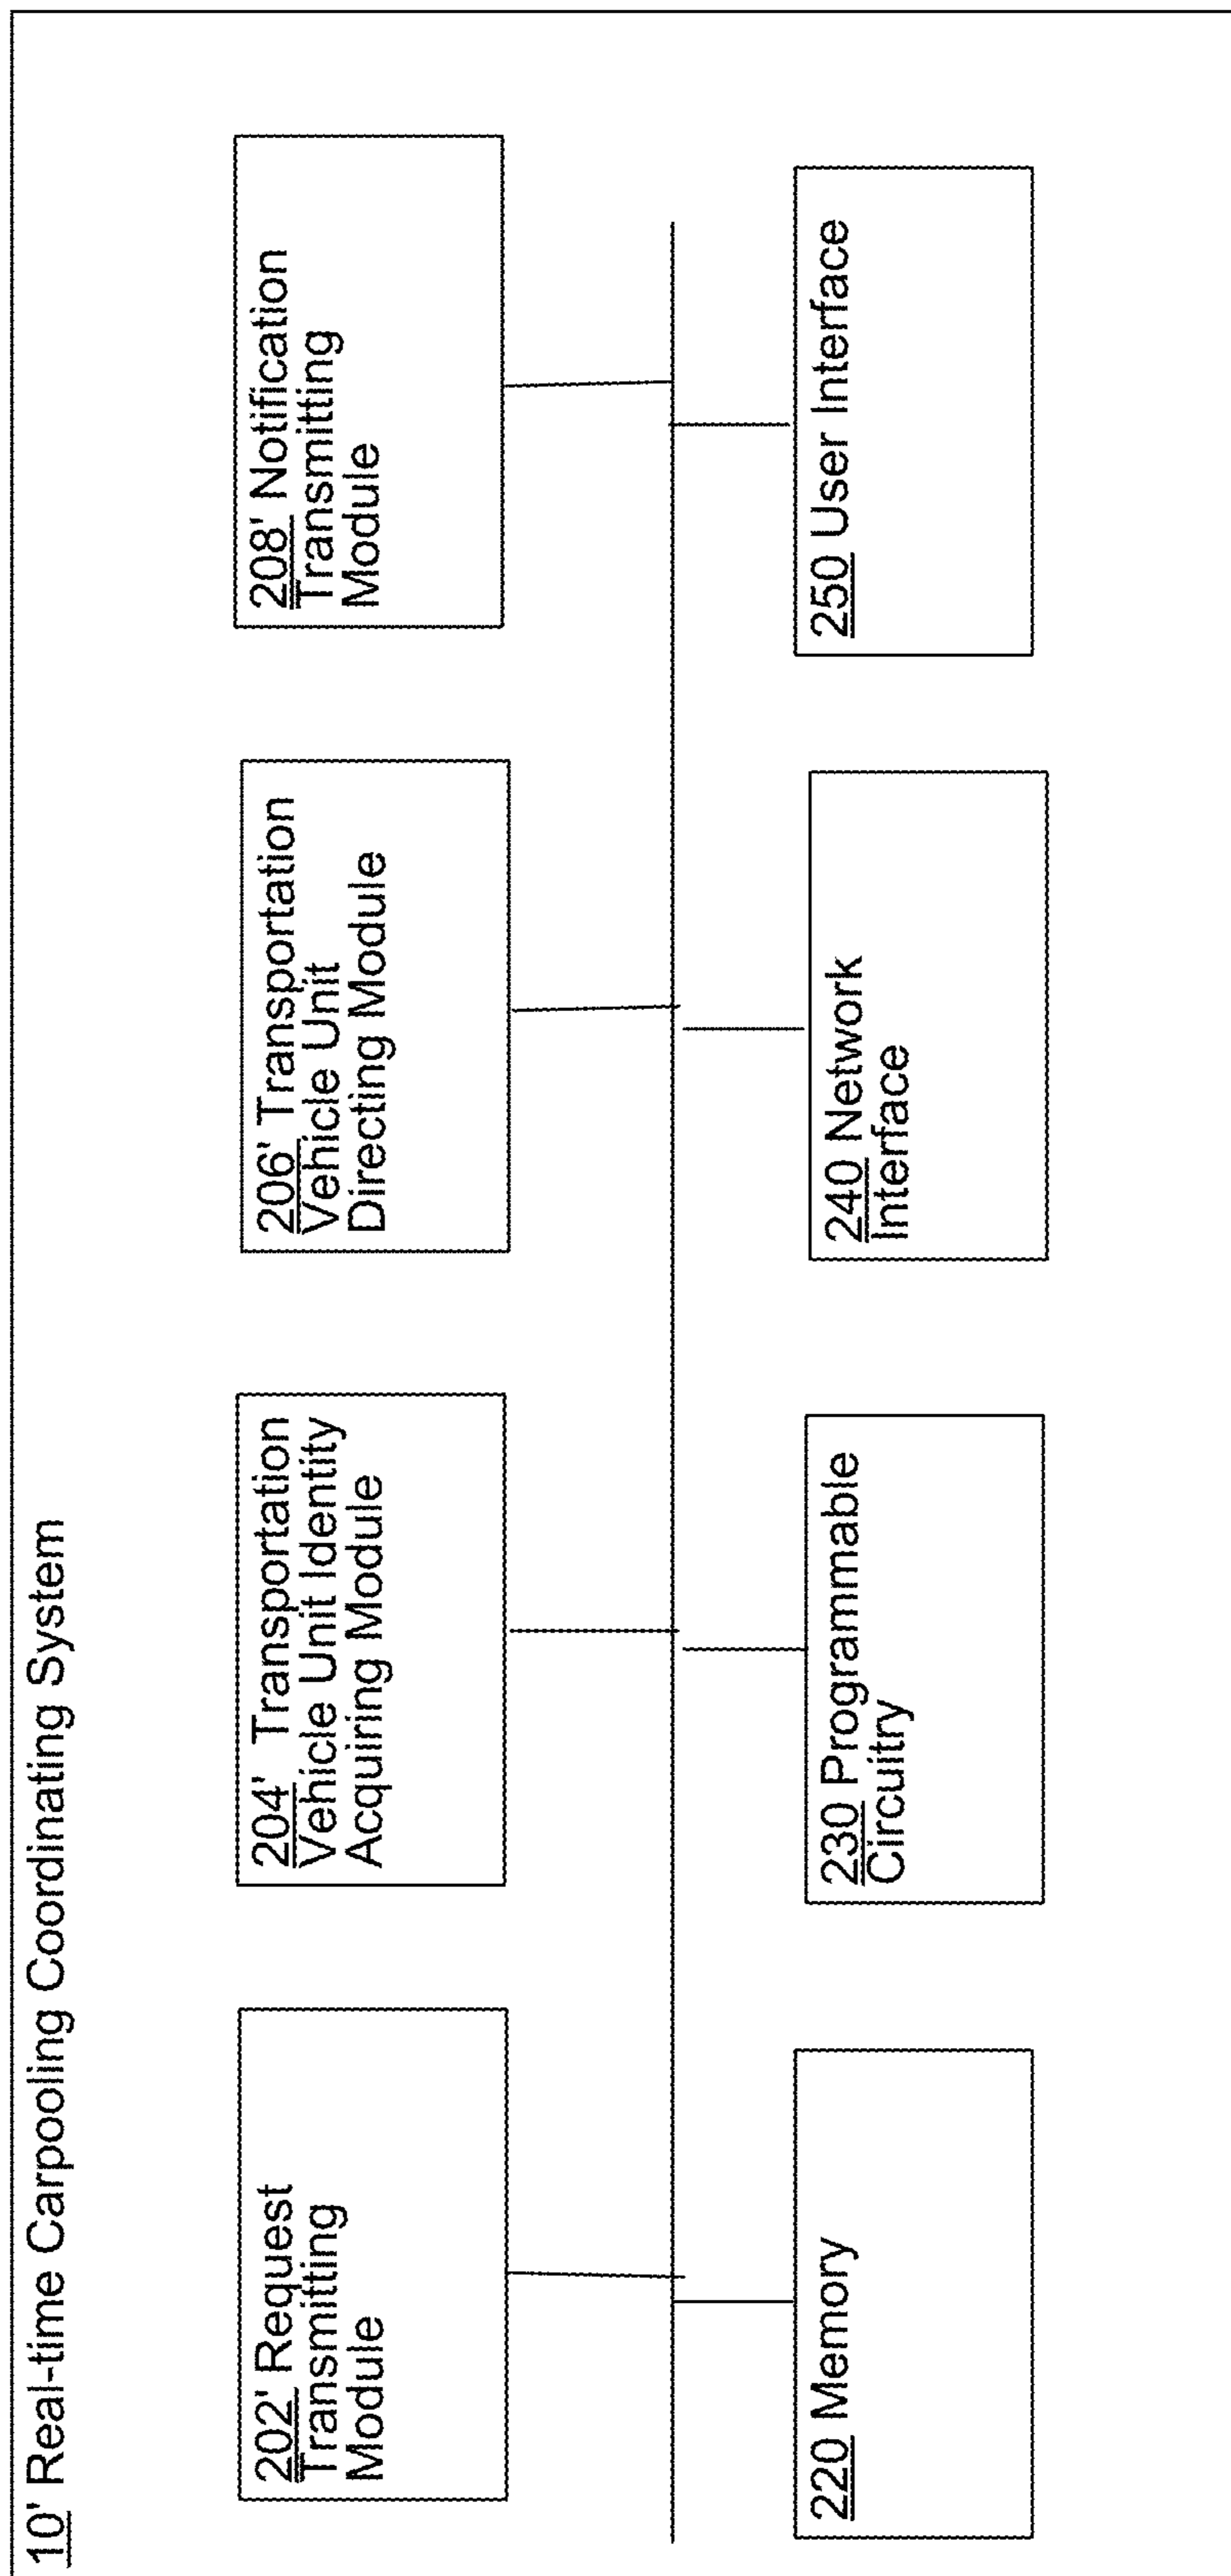 10' Real-time Carpooling Coordinating System
202' Request
Transmitting
Module
204' Transportation
Vehicle Unit Identity
Acquiring Module
206' Transportation
Vehicle Unit
Directing Module
208' Notification
Transmitting
Module
220 Memory
230 Programmable
Circuitry
240 Network
Interface
250 User Interface